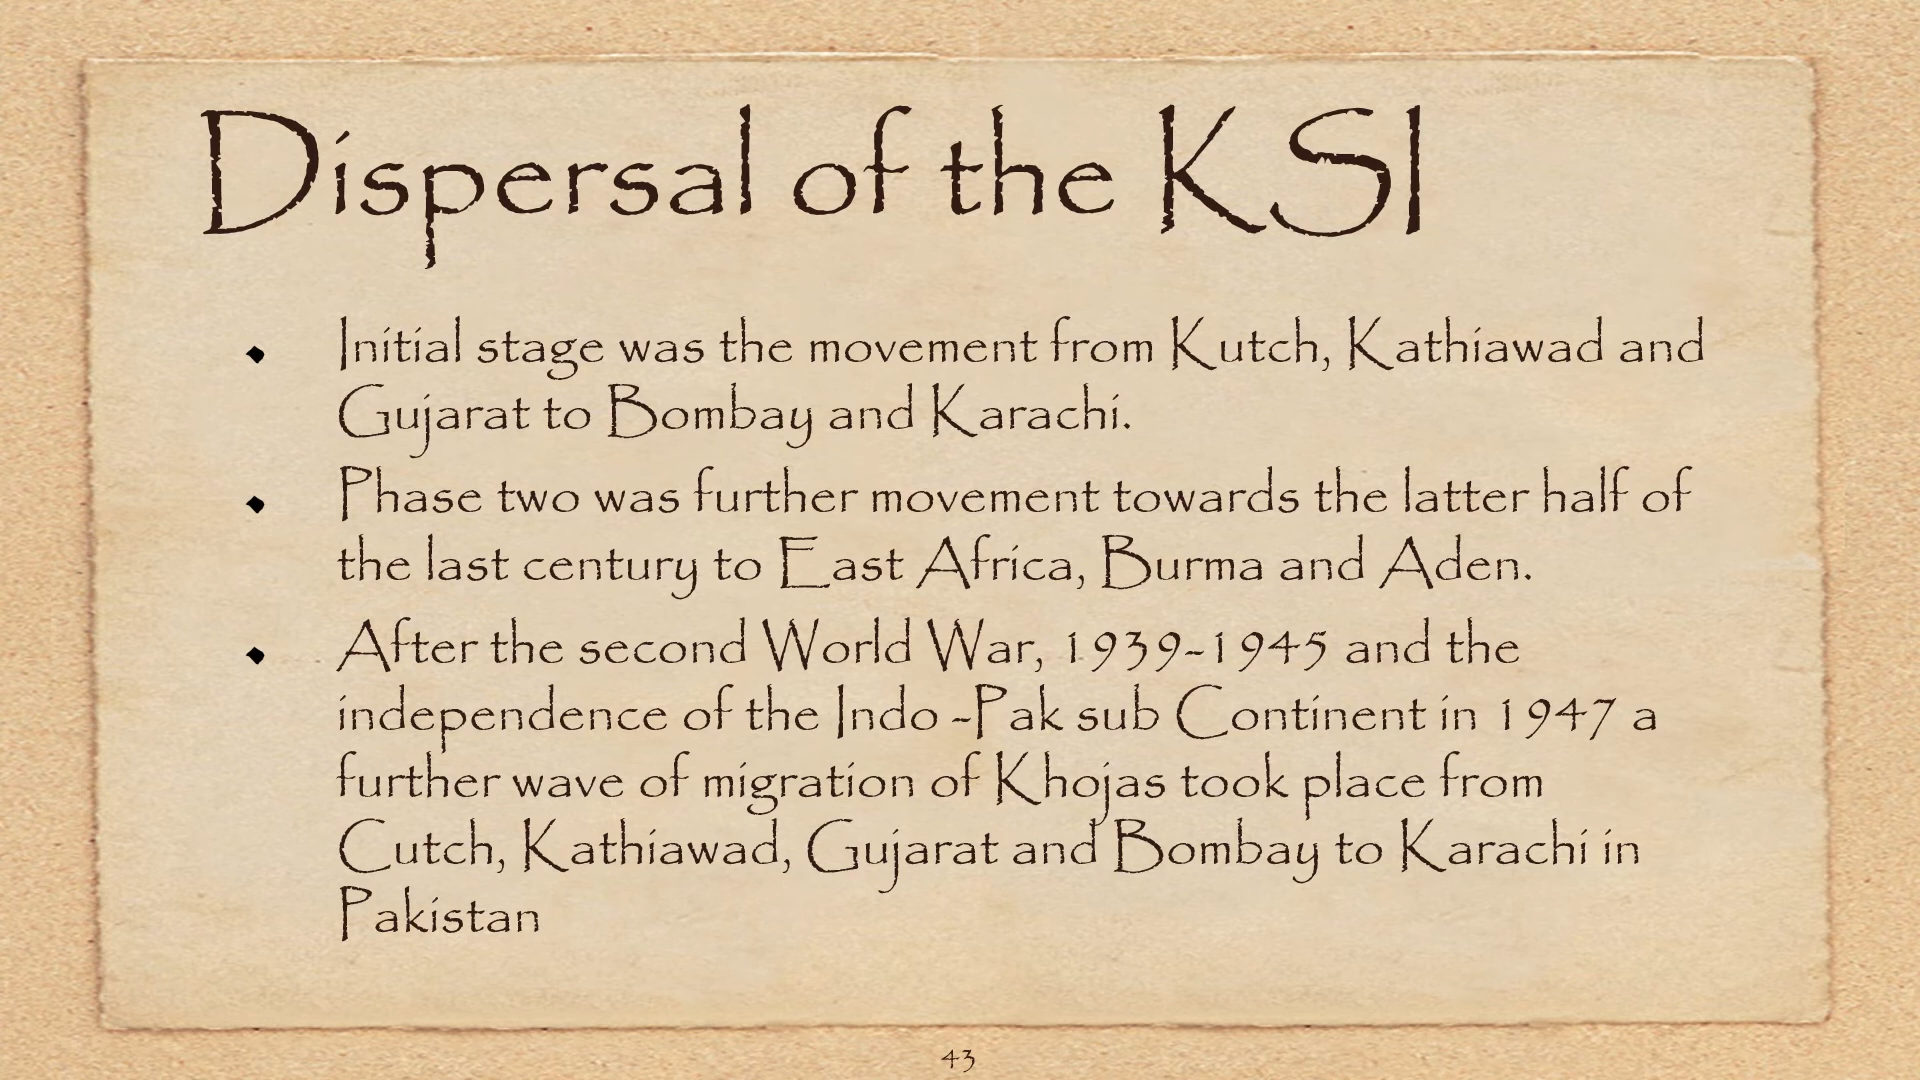 Dispersal of the KSI
• Initial stage was the movement from Kutch, Kathiawad and
Gujarat to Bombay and Karachi.
• Phase two was further movement towards the latter half of
the last century to East Africa, Burma and Aden.
• After the second World War, 1939-1945 and the
independence of the Indo -Pak sub Continent in 1947 a
further wave of migration of Khojas took place from
Cutch, Kathiawad, Gujarat and Bombay to Karachi in
Pakistan
43